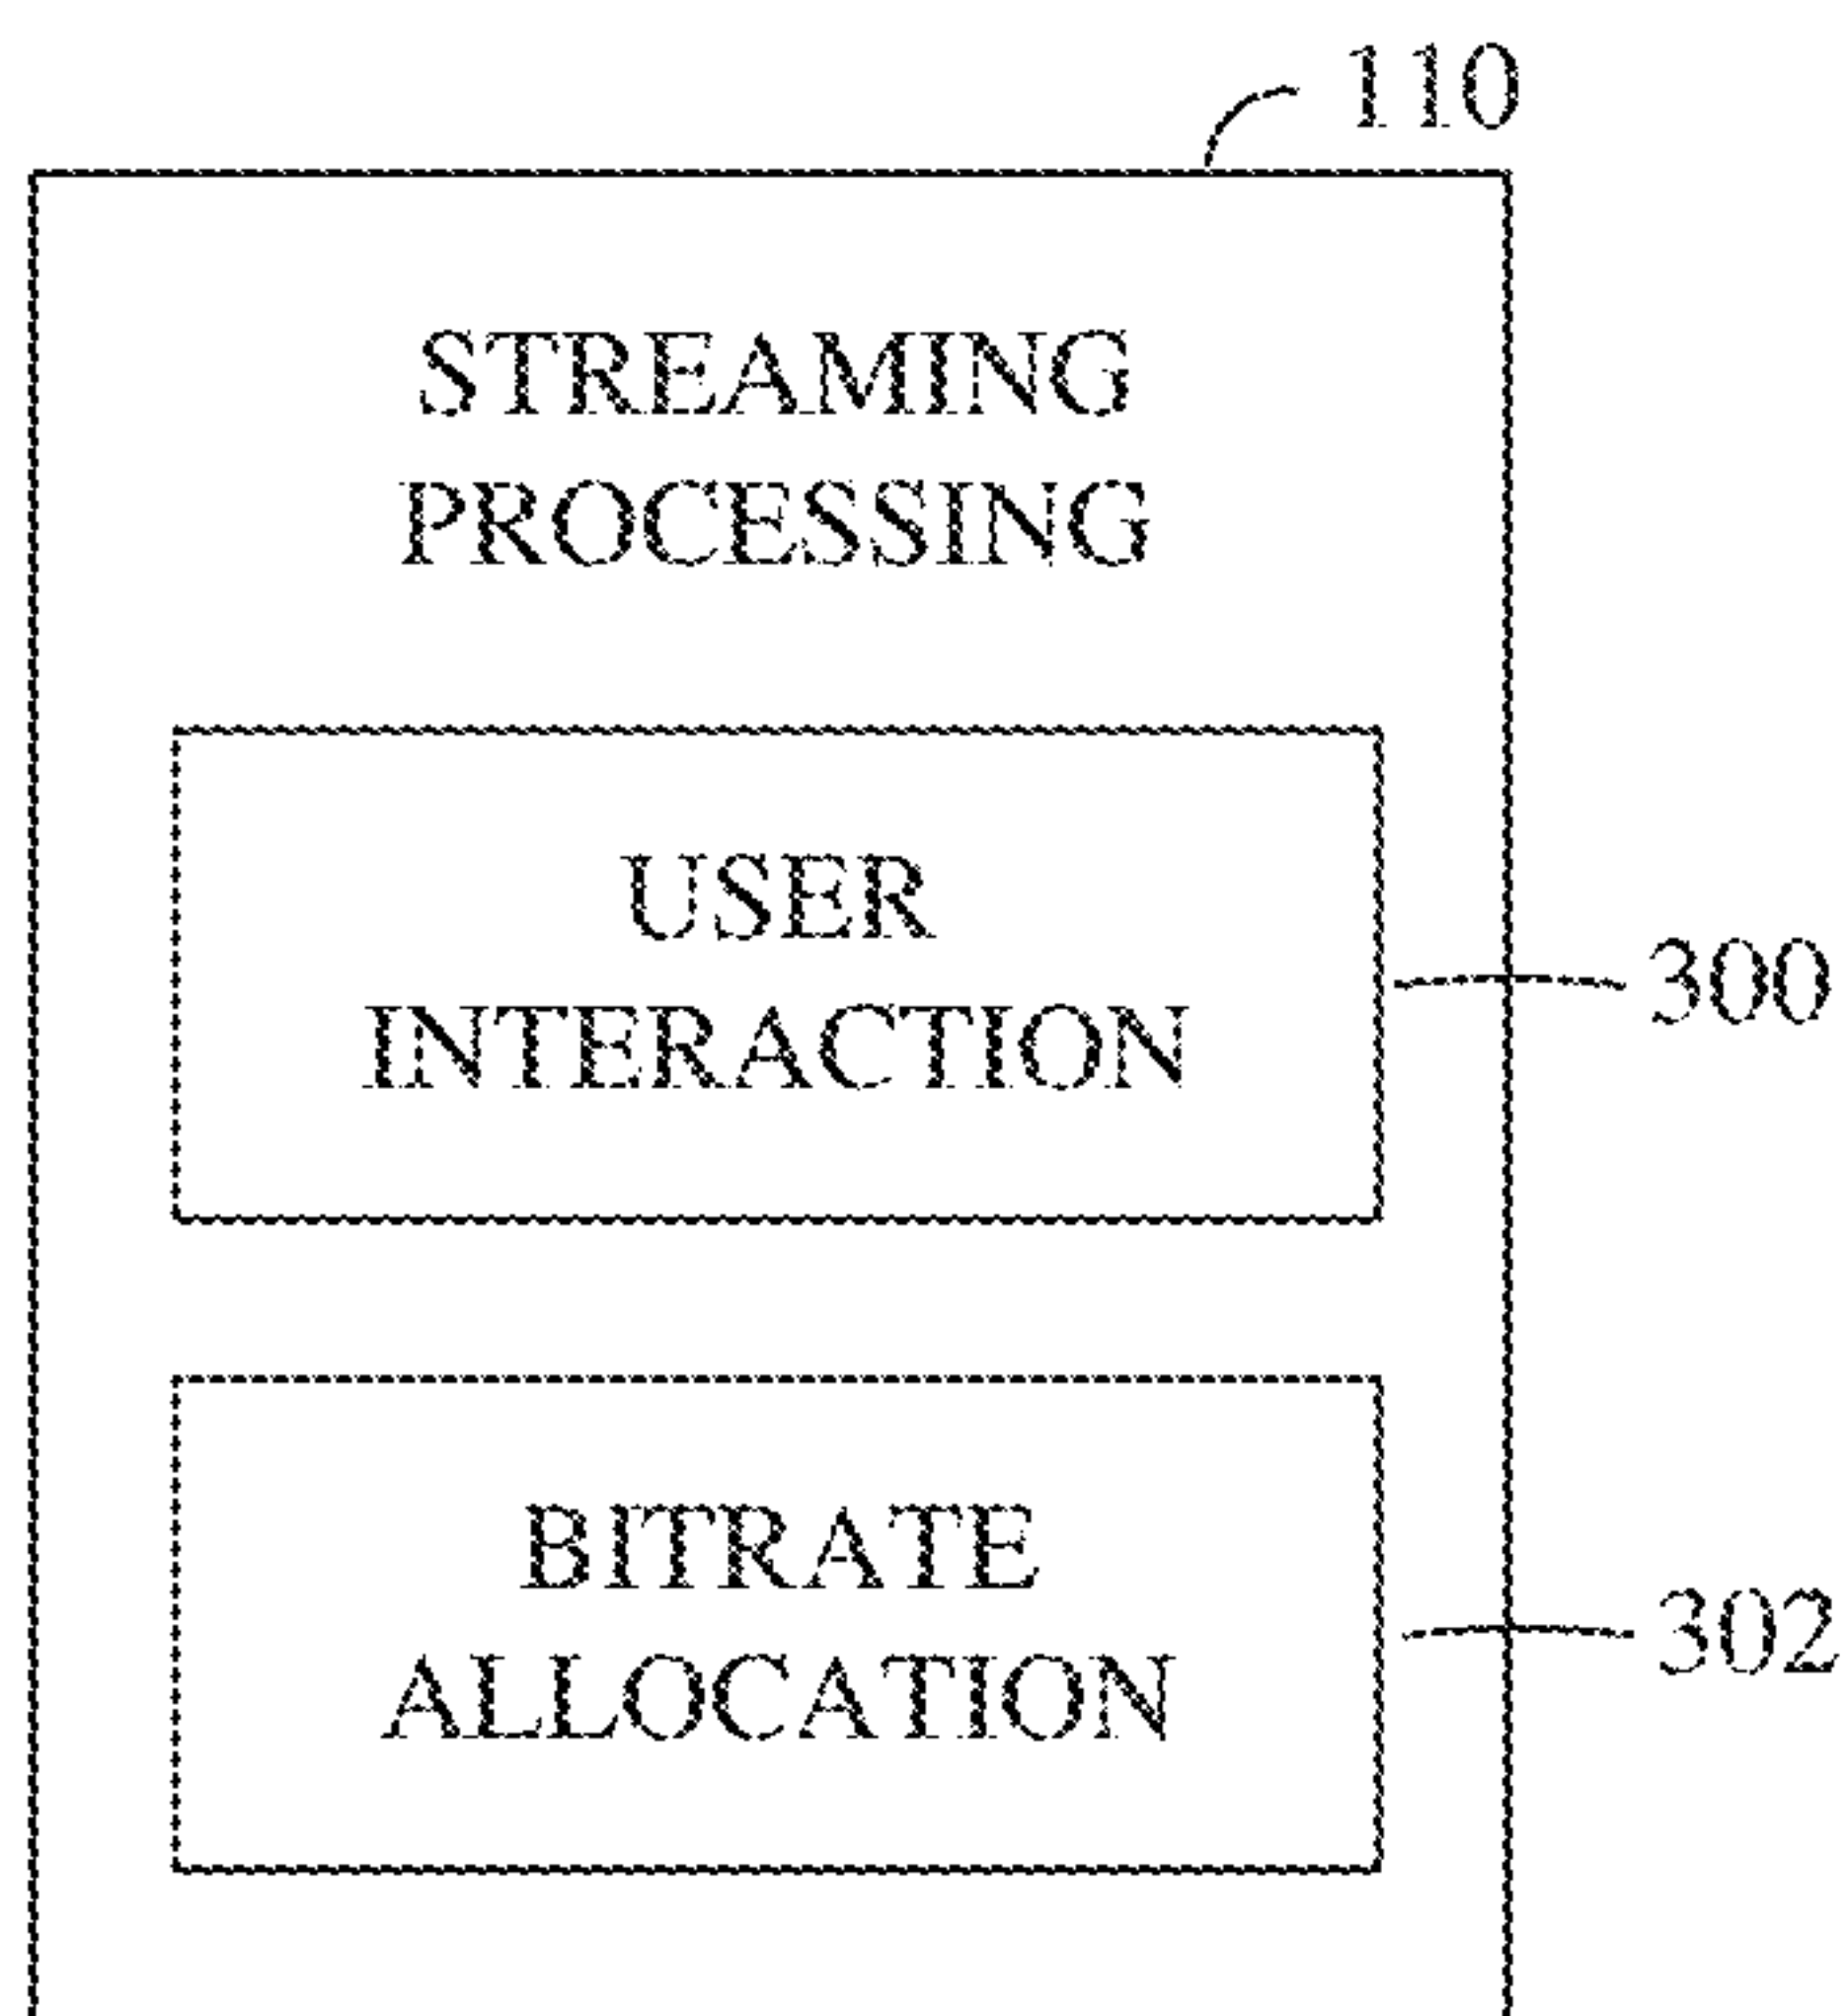 110
STREAMING
PROCESSING
USER
INTERACTION
300
BITRATE
ALLOCATION
302